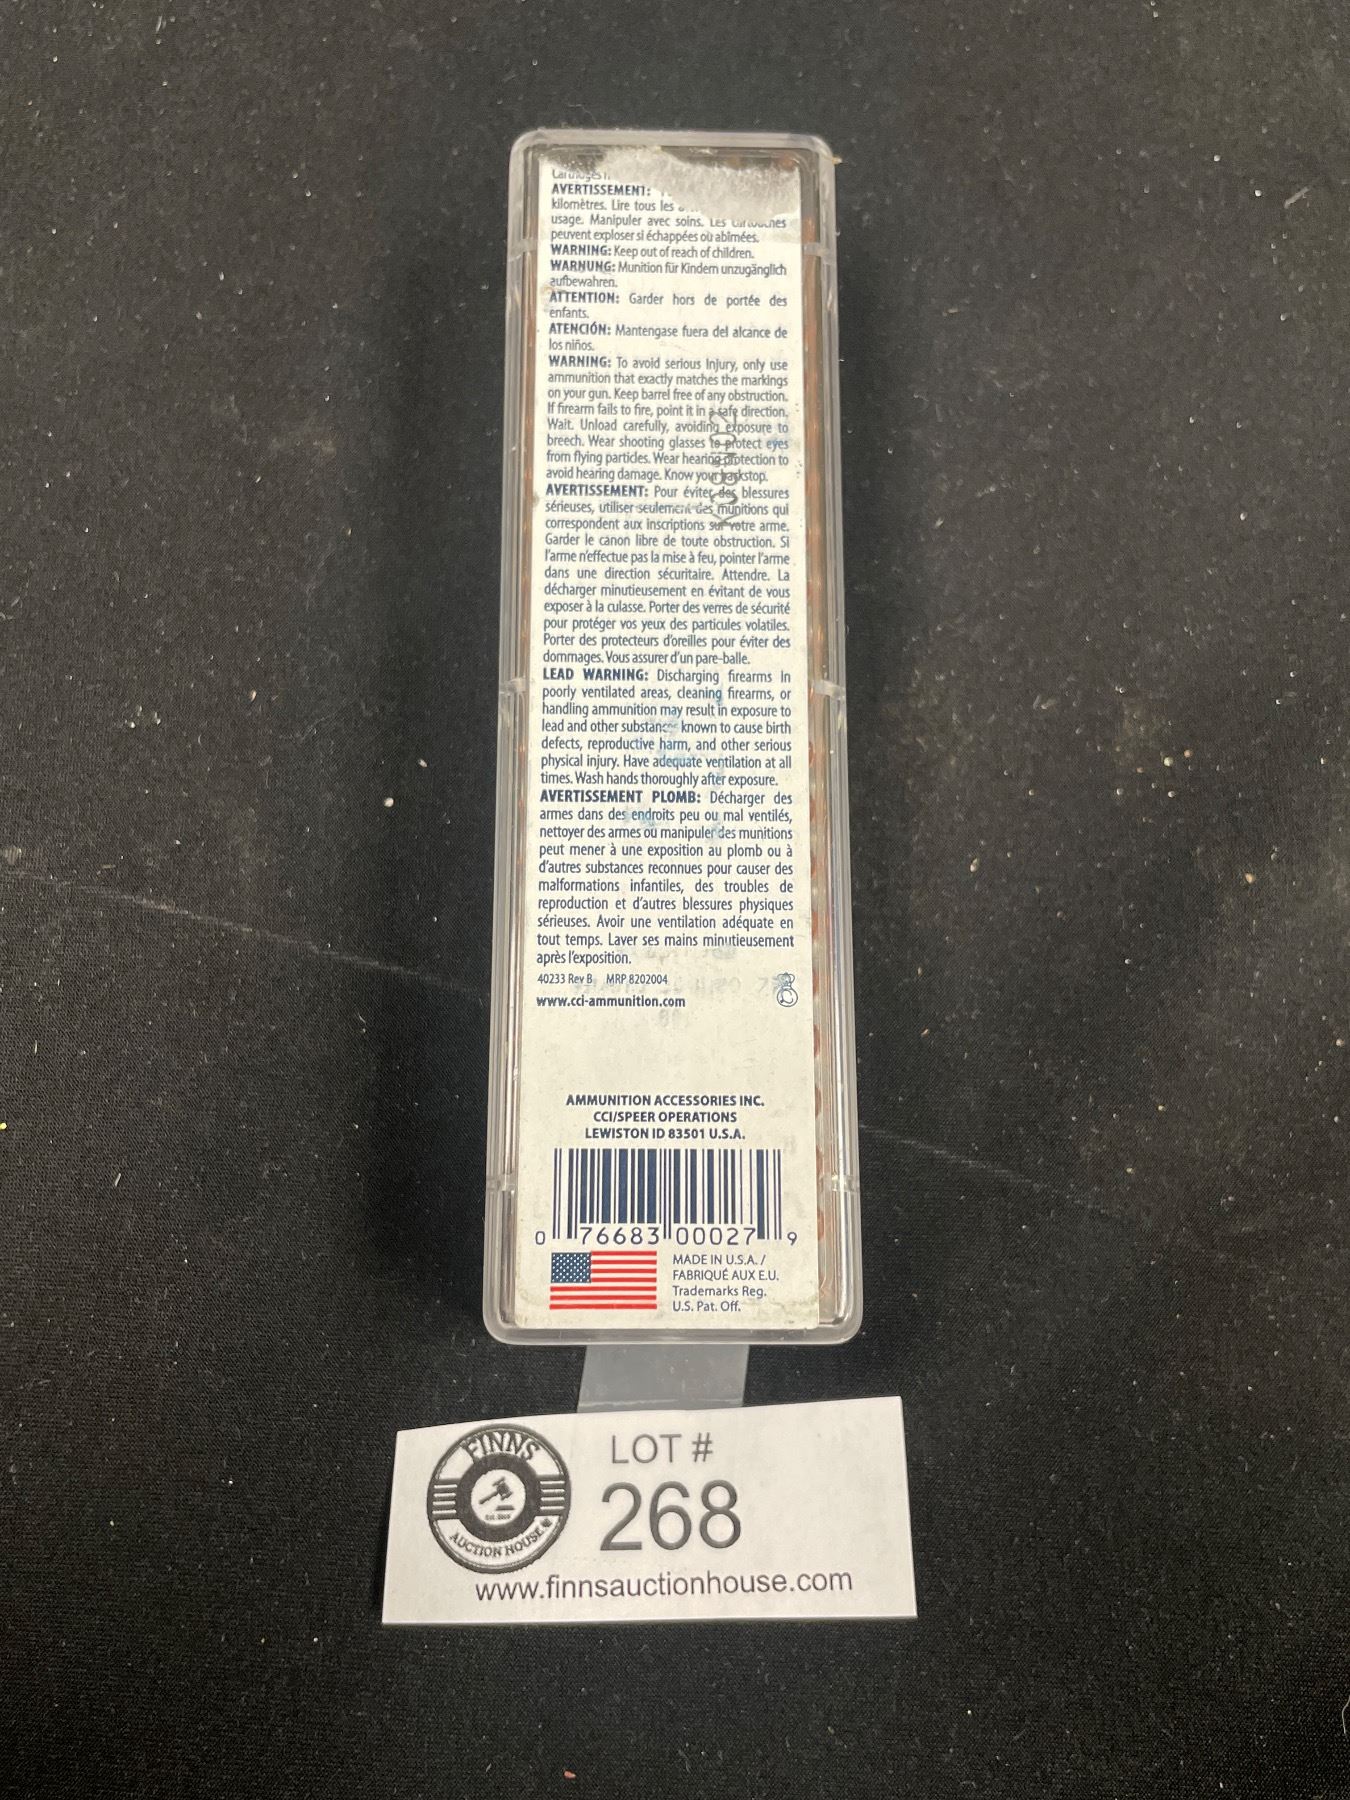 AVERTISSEMENT:
kilomètres. Lire tous les
usage. Manipuler avec soins. Les cartouches
peuvent exploser si échappées ou abîmées.
WARNING: Keep out of reach of children.
WARNUNG: Munition für Kindern unzugänglich
aufbewahren.
ATTENTION: Garder hors de portée des
enfants.
ATENCIÓN: Mantengase fuera del alcance de
los niños.
WARNING: To avoid serious injury, only use
ammunition that exactly matches the markings
on your gun. Keep barrel free of any obstruction.
If firearm fails to fire, point it in a safe direction.
Wait. Unload carefully, avoiding exposure to
breech. Wear shooting glasses to protect eyes
from flying particles. Wear hearing protection to
avoid hearing damage. Know your backstop.
AVERTISSEMENT: Pour éviter des blessures
sérieuses, utiliser seulement des munitions qui
correspondent aux inscriptions sur votre arme.
Garder le canon libre de toute obstruction. Si
l'arme n'effectue pas la mise à feu, pointer l'arme
dans une direction sécuritaire. Attendre. La
décharger minutieusement en évitant de vous
exposer à la culasse. Porter des verres de sécurité
pour protéger vos yeux des particules volatiles.
Porter des protecteurs d'oreilles pour éviter des
dommages. Vous assurer d'un pare-balle.
LEAD WARNING: Discharging firearms in
poorly ventilated areas, cleaning firearms, or
handling ammunition may result in exposure to
lead and other substances known to cause birth
defects, reproductive harm, and other serious
physical injury. Have adequate ventilation at all
times. Wash hands thoroughly after exposure.
AVERTISSEMENT PLOMB: Décharger des
armes dans des endroits peu ou mal ventilés,
nettoyer des armes ou manipuler des munitions
peut mener à une exposition au plomb ou à
d'autres substances reconnues pour causer des
malformations infantiles, des troubles de
reproduction et d'autres blessures physiques
sérieuses. Avoir une ventilation adéquate en
tout temps. Laver ses mains minutieusement
après l'exposition.
40233 Rev B MRP 8202004
www.cci-ammunition.com
AMMUNITION ACCESSORIES INC.
CCI/SPEER OPERATIONS
LEWISTON ID 83501 U.S.A.
0 76683 00027 9
MADE IN U.S.A. /
FABRIQUÉ AUX E.U.
Trademarks Reg.
U.S. Pat. Off.
FINNS
AUCTION HOUSE
LOT #
268
www.finnsauctionhouse.com